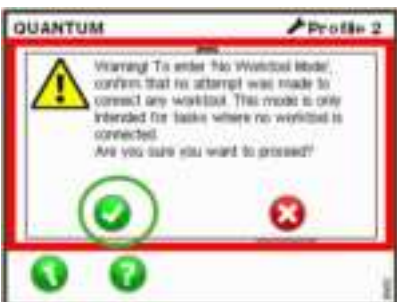 QUANTUM
Profile 2
Warning! To enter 'No Worktool Mode',
confirm that no attempt was made to
connect any worktool. This mode is only
intended for tasks where no worktool is
connected.
Are you sure you want to proceed?